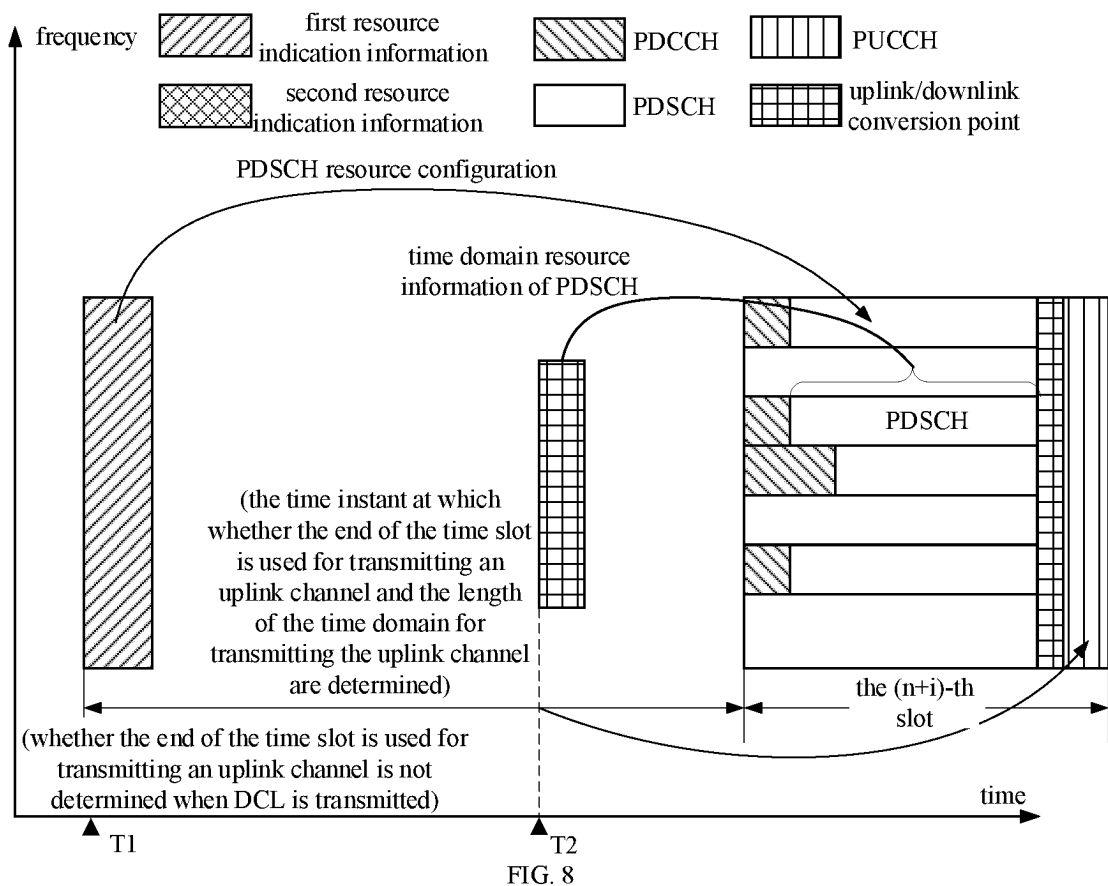 frequency
first resource
indication information
PDCCH
PUCCH
second resource
indication information
PDSCH
uplink/downlink
conversion point
PDSCH resource configuration
time domain resource
information of PDSCH
PDSCH
(the time instant at which
whether the end of the time slot
is used for transmitting an
uplink channel and the length
of the time domain for
transmitting the uplink channel
are determined)
the (n+i)-th
slot
(whether the end of the time slot is used for
transmitting an uplink channel is not
determined when DCL is transmitted)
time
T1
T2
FIG. 8